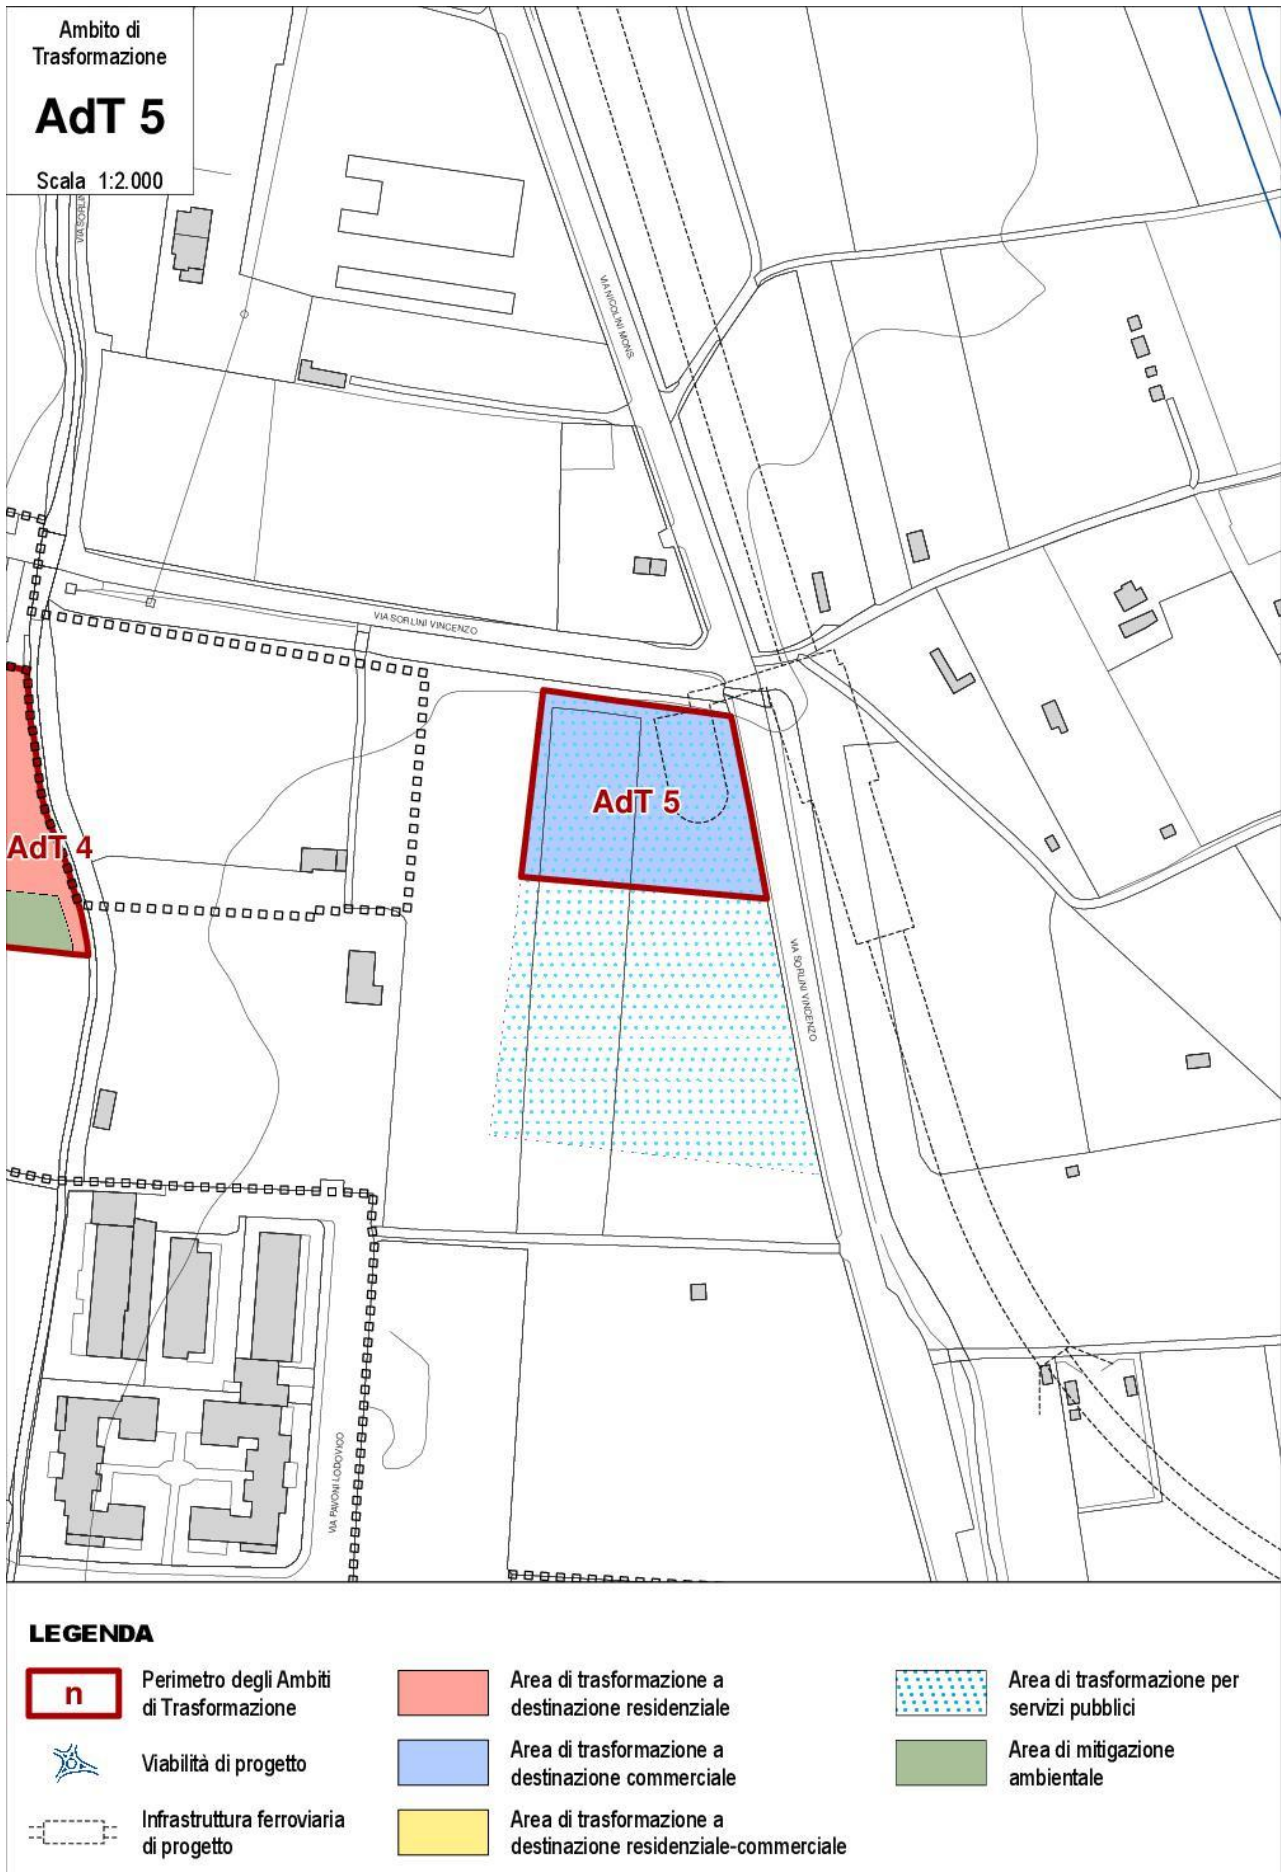 Ambito di
Trasformazione
AdT 5
Scala 1:2.000
VIA SORLIN
VIA NICOLINI MONS.
VIA SORLINI VINCENZO
AdT 5
AdT 4
VIA SORLINI VINCENZO
VIA PAVONI LODOVICO
LEGENDA
n
Perimetro degli Ambiti
di Trasformazione
Viabilità di progetto
Infrastruttura ferroviaria
di progetto
Area di trasformazione a
destinazione residenziale
Area di trasformazione a
destinazione commerciale
Area di trasformazione a
destinazione residenziale-commerciale
Area di trasformazione per
servizi pubblici
Area di mitigazione
ambientale